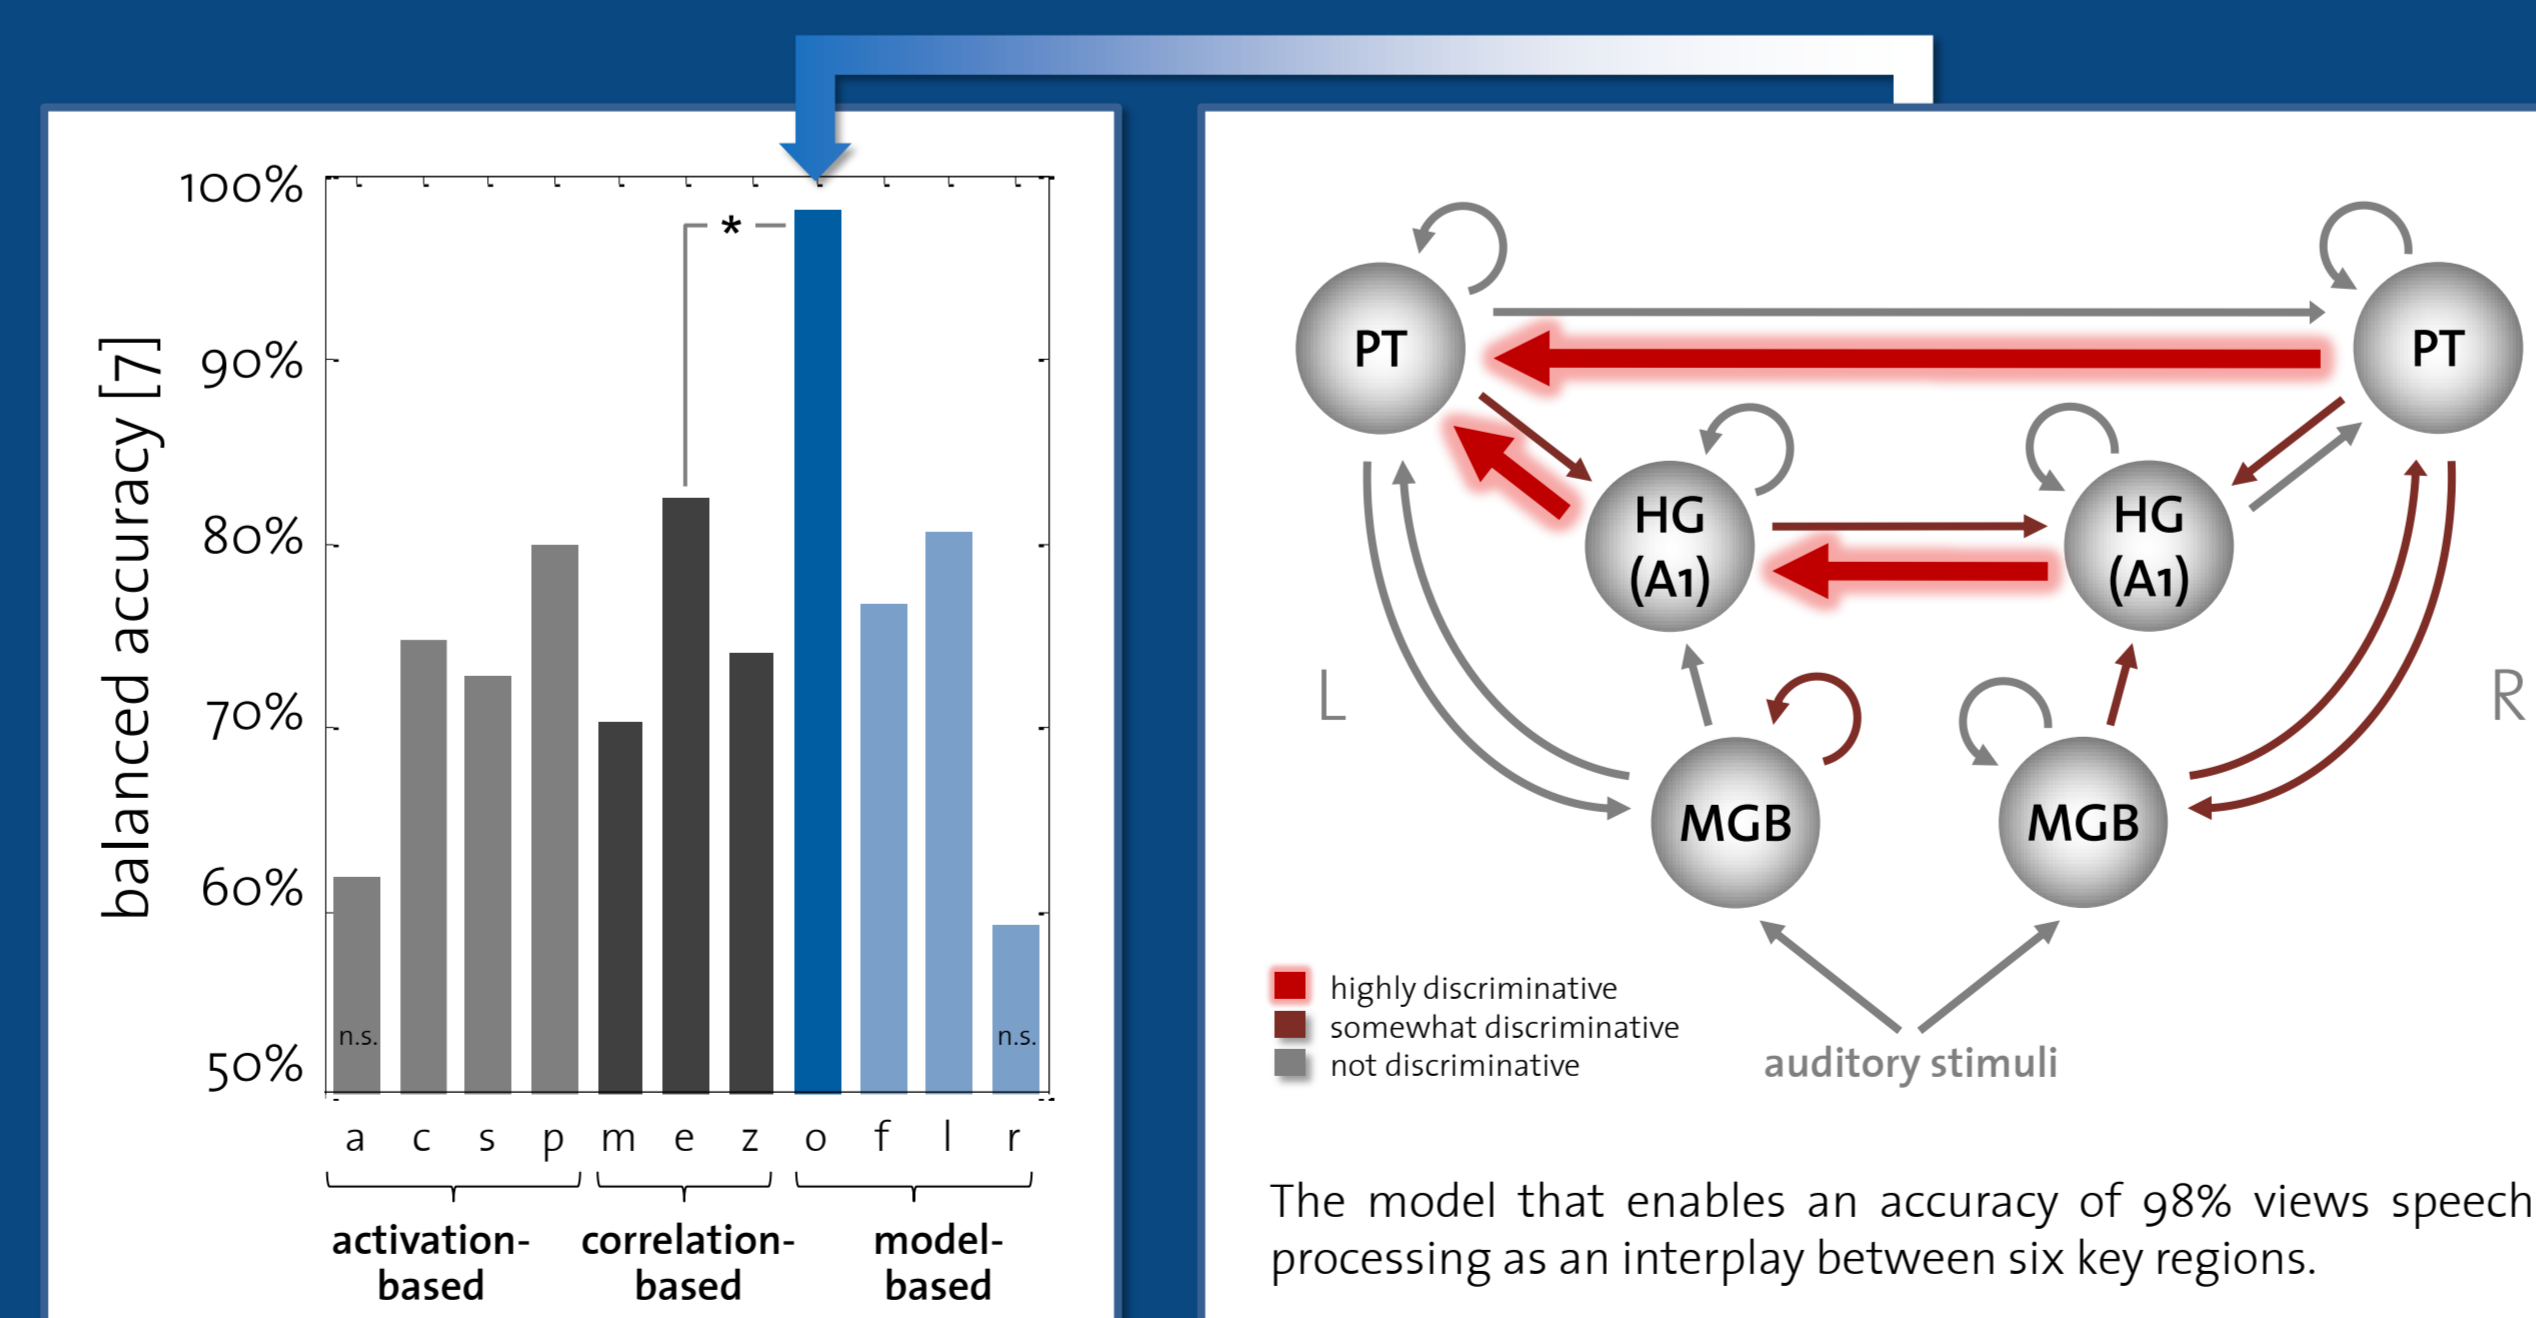 100%
90%
80%
70%
60%
50%
balanced accuracy [7]
*
n.s.
n.s.
a c s p m e z o f l r
activation-
based
correlation-
based
model-
based
PT
PT
HG
(A1)
HG
(A1)
L
R
MGB
MGB
highly discriminative
somewhat discriminative
not discriminative
auditory stimuli
The model that enables an accuracy of 98% views speech
processing as an interplay between six key regions.